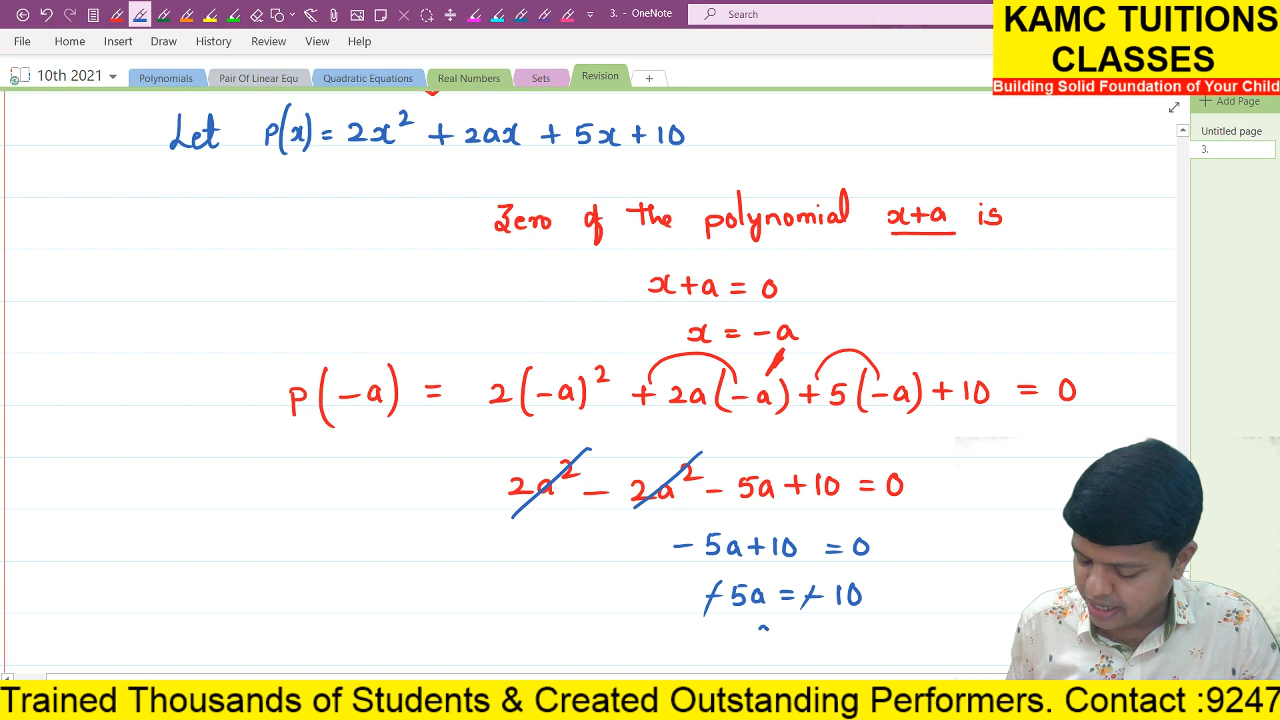 3. - OneNote
Search
File Home Insert Draw History Review View Help
10th 2021
Polynomials Pair Of Linear Equ Quadratic Equations Real Numbers Sets Revision
KAMC TUITIONS
CLASSES
Building Solid Foundation of Your Child
Add Page
Untitled page
3.
Let p(x) = 2x² + 2ax + 5x + 10
Zero of the polynomial x+a is
x+a = 0
x = -a
p(-a) = 2(-a)² + 2a(-a) + 5(-a) + 10 = 0
2a² - 2a² - 5a + 10 = 0
- 5a + 10 = 0
- 5a = - 10
Trained Thousands of Students & Created Outstanding Performers. Contact :9247